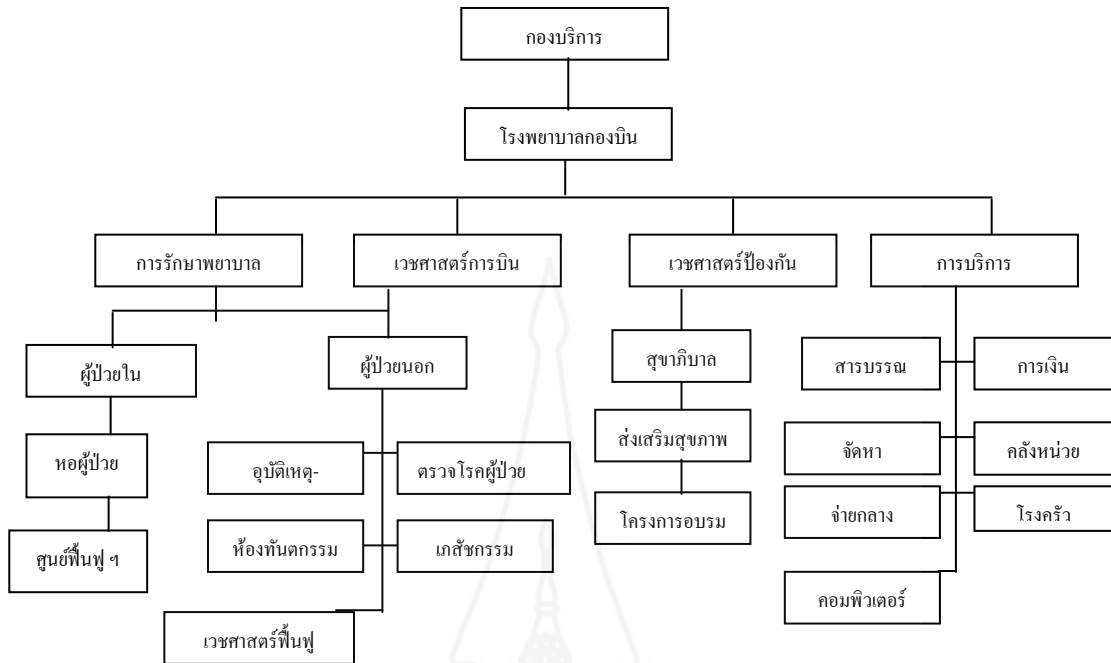 กองบริการ
โรงพยาบาลกองบิน
การรักษาพยาบาล
เวชศาสตร์การบิน
เวชศาสตร์ป้องกัน
การบริการ
ผู้ป่วยใน
ผู้ป่วยนอก
สุขาภิบาล
สารบรรณ
การเงิน
หอผู้ป่วย
อุบัติเหตุ-
ตรวจโรคผู้ป่วย
ส่งเสริมสุขภาพ
จัดหา
คลังหน่วย
ศูนย์ฟื้นฟู ฯ
ห้องทันตกรรม
เภสัชกรรม
โครงการอบรม
จ่ายกลาง
โรงครัว
เวชศาสตร์ฟื้นฟู
คอมพิวเตอร์